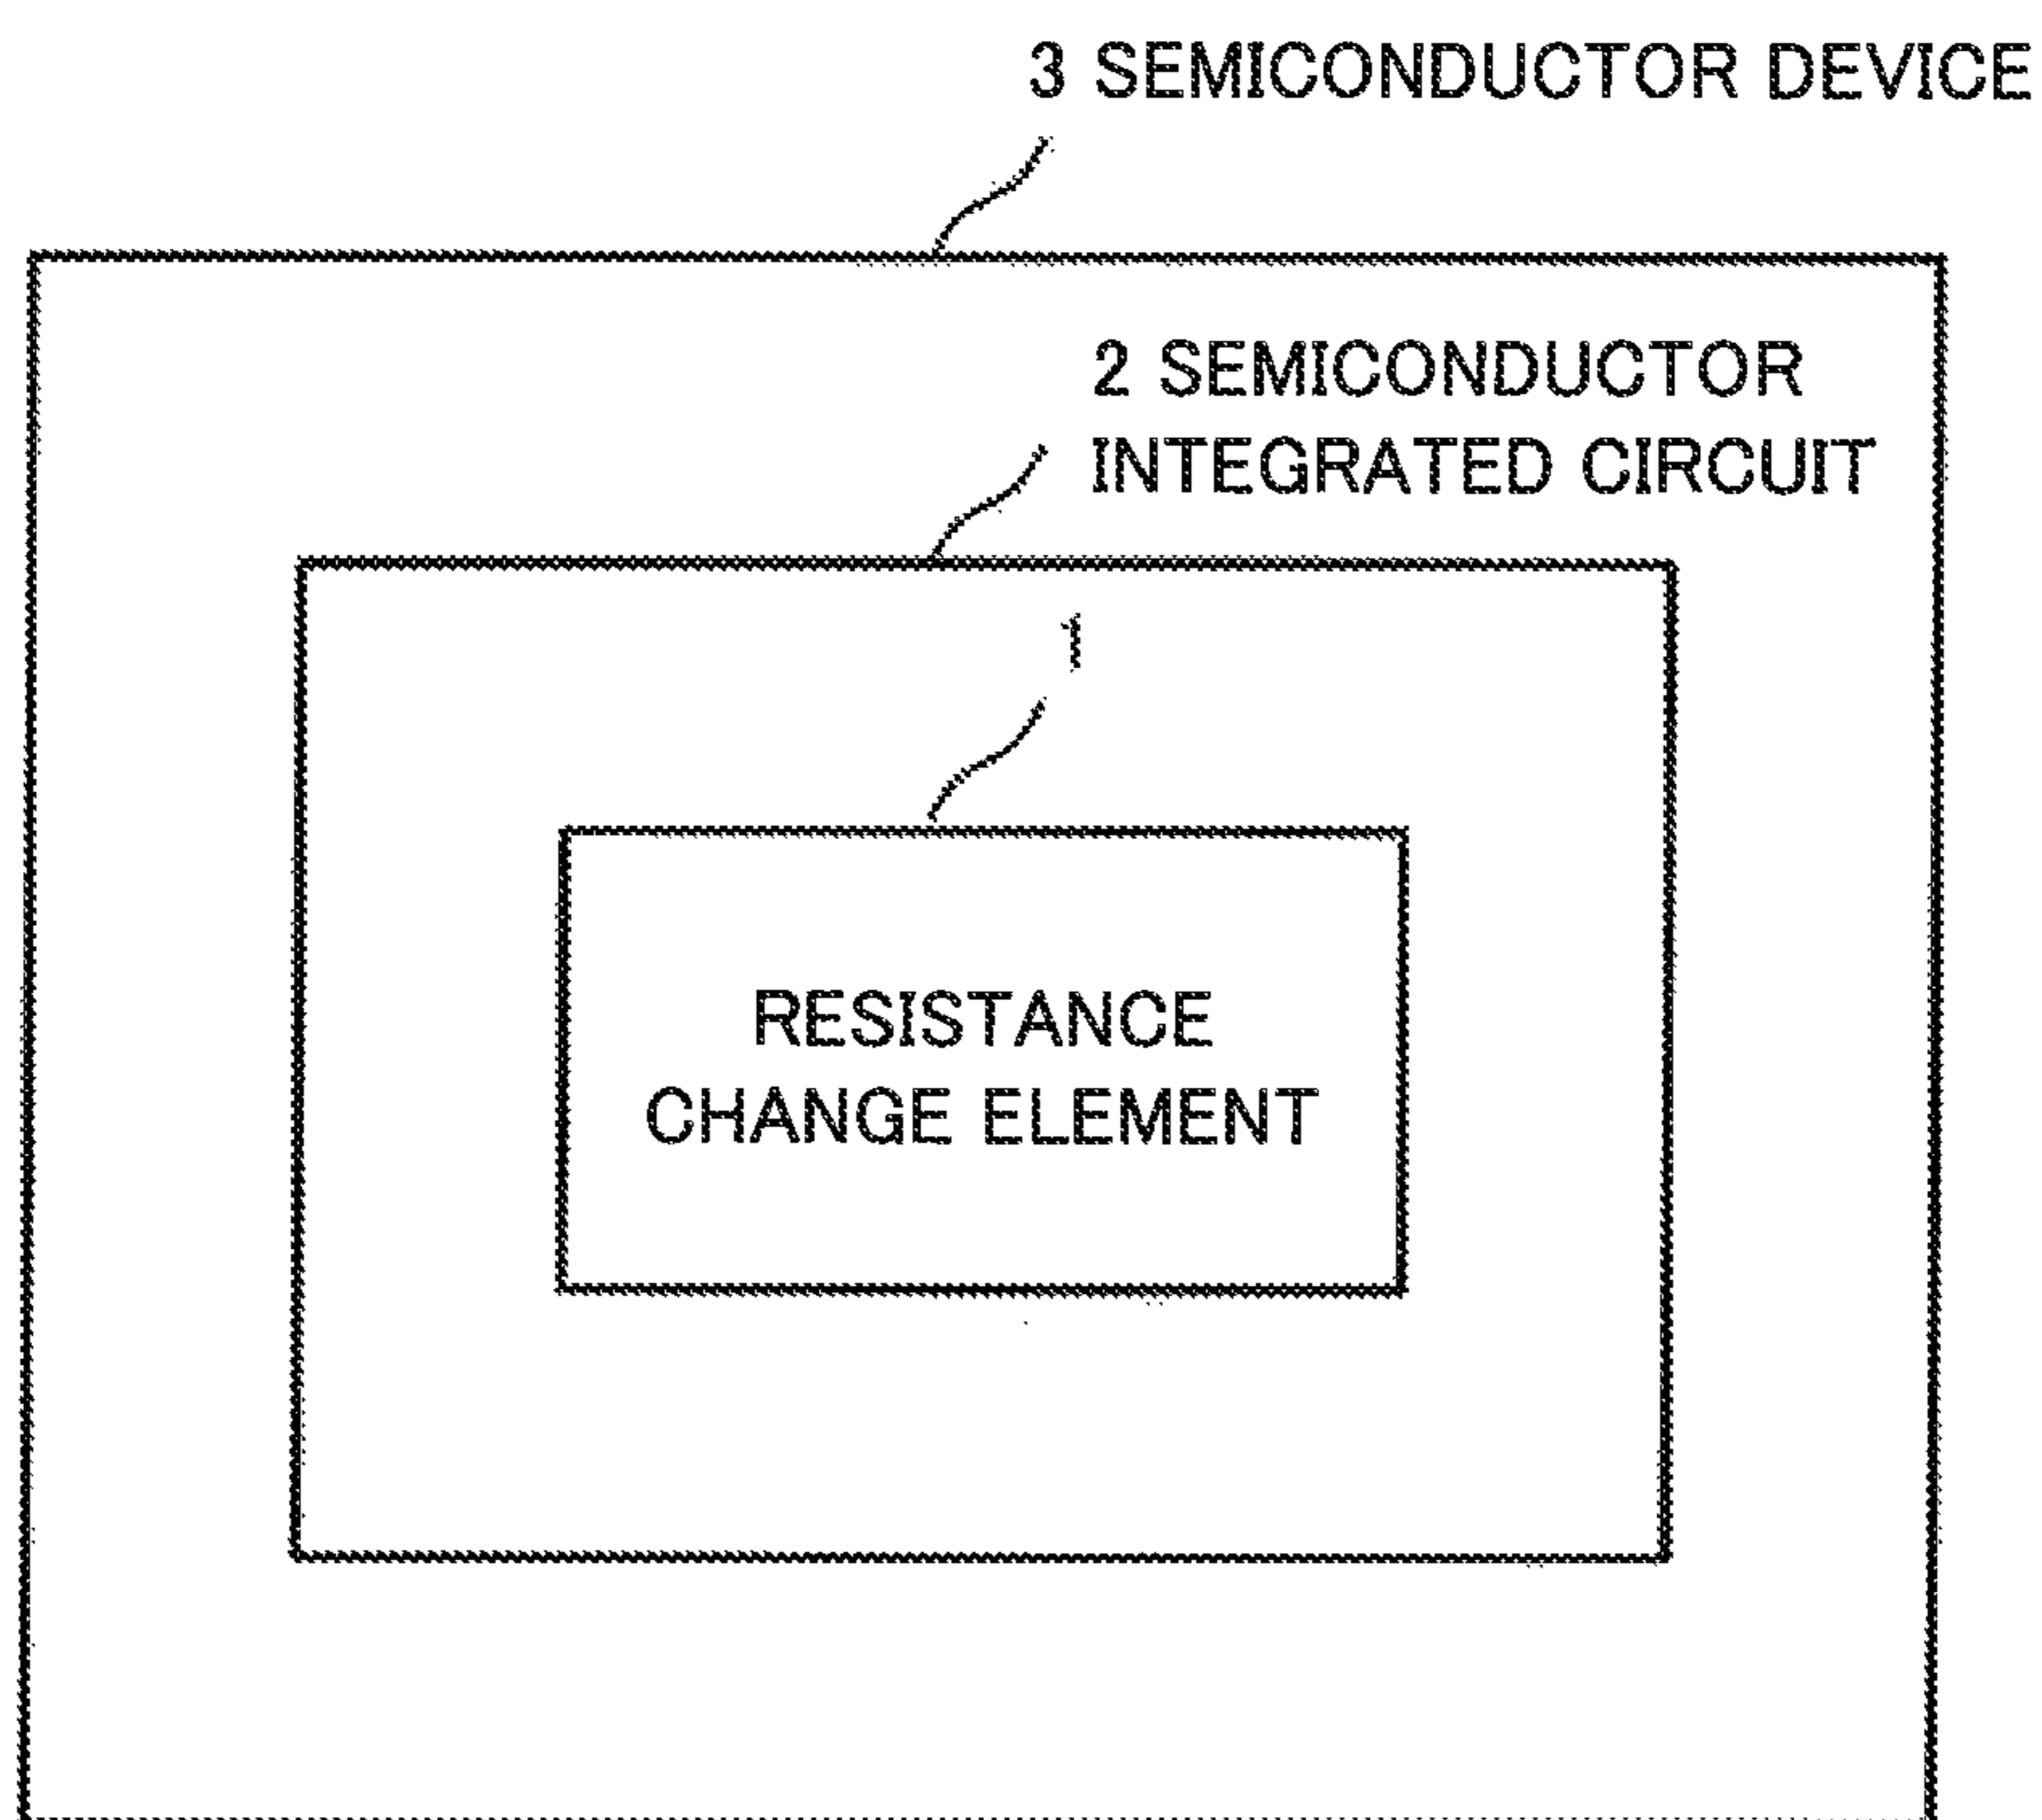 3 SEMICONDUCTOR DEVICE
2 SEMICONDUCTOR
INTEGRATED CIRCUIT
1
RESISTANCE
CHANGE ELEMENT